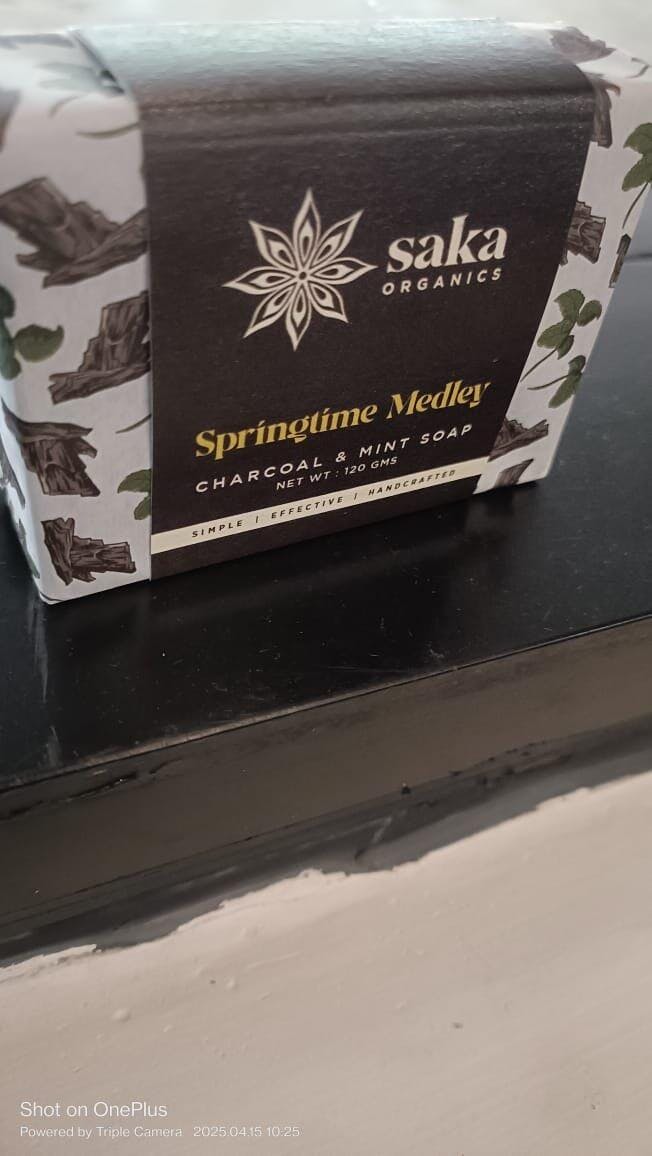 saka
ORGANICS
Springtime Medley
CHARCOAL & MINT SOAP
NET WT : 120 GMS
SIMPLE | EFFECTIVE | HANDCRAFTED
Shot on OnePlus
Powered by Triple Camera 2025.04.15 10:25